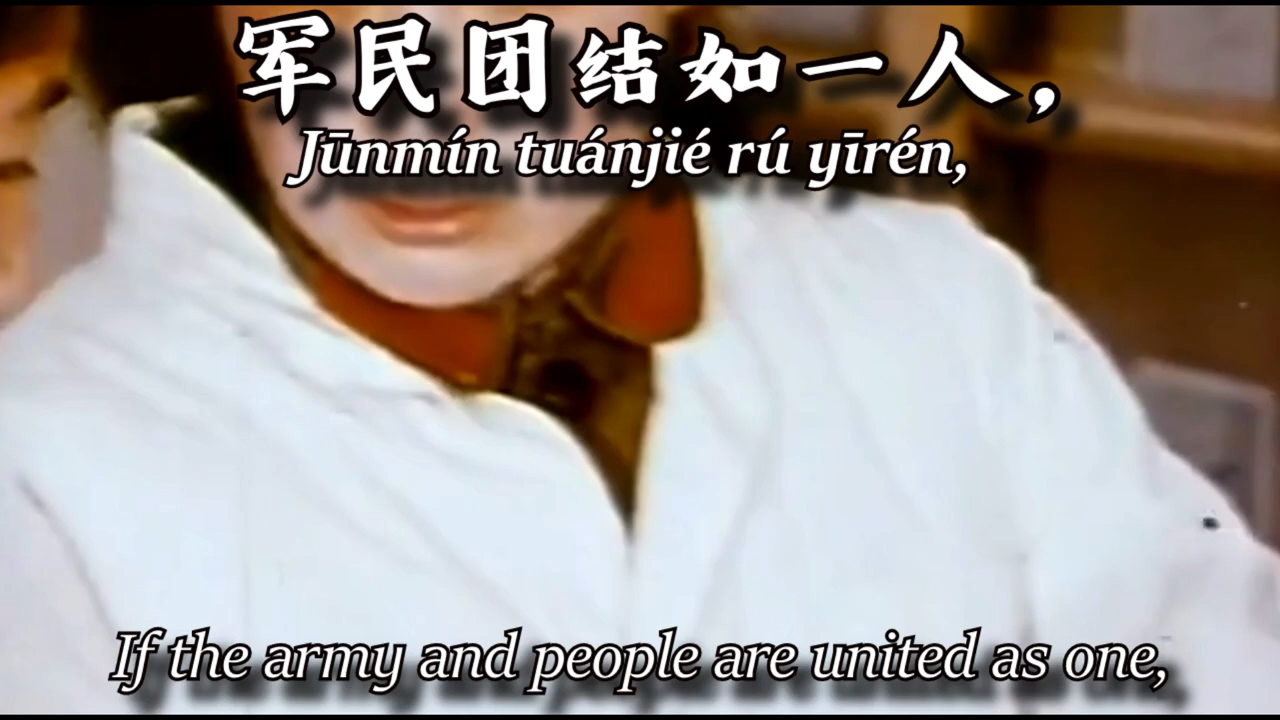 军民团结如一人，
Jūnmín tuánjié rú yīrén,
If the army and people are united as one,